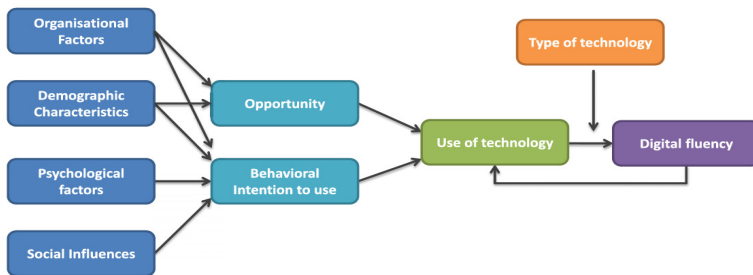 Organisational
Factors
Type of technology
Demographic
Characteristics
Opportunity
Use of technology
Digital fluency
Psychological
factors
Behavioral
Intention to use
Social Influences